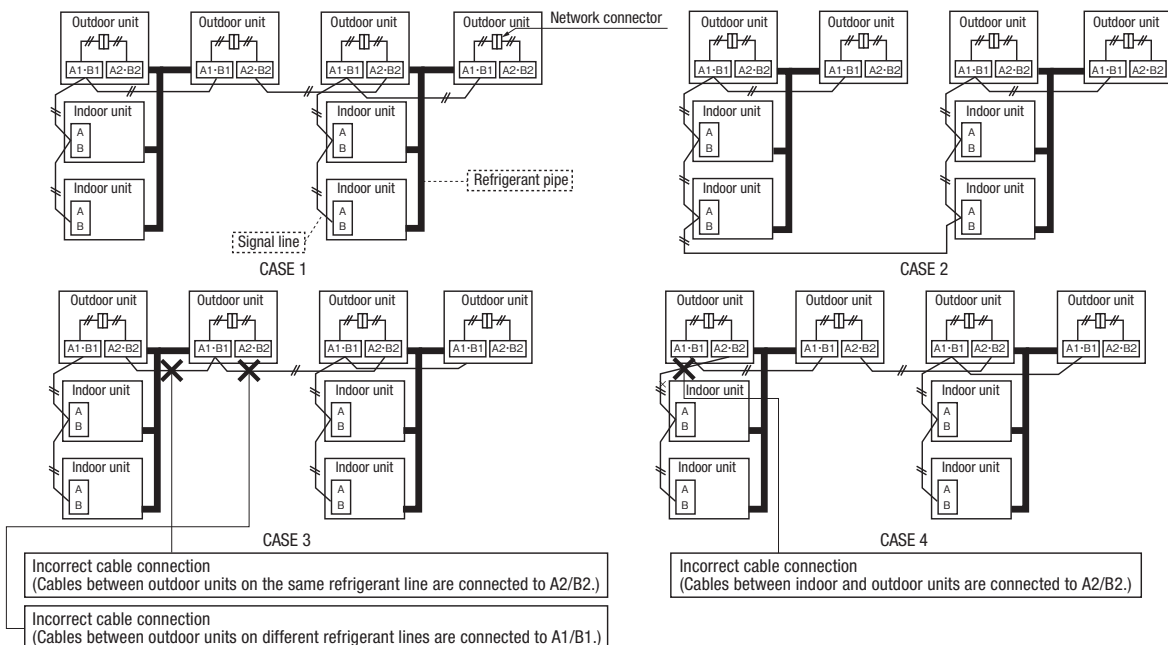 Outdoor unit Outdoor unit Outdoor unit Outdoor unit Network connector
A1•B1 A2•B2 A1•B1 A2•B2 A1•B1 A2•B2 A1•B1 A2•B2
Indoor unit Indoor unit
A A
B B
Indoor unit Indoor unit
A A
B B
Refrigerant pipe
Signal line
CASE 1
Outdoor unit Outdoor unit Outdoor unit Outdoor unit
A1•B1 A2•B2 A1•B1 A2•B2 A1•B1 A2•B2 A1•B1 A2•B2
Indoor unit Indoor unit
A A
B B
Indoor unit Indoor unit
A A
B B
CASE 2
Outdoor unit Outdoor unit Outdoor unit Outdoor unit
A1•B1 A2•B2 A1•B1 A2•B2 A1•B1 A2•B2 A1•B1 A2•B2
Indoor unit Indoor unit
A A
B B
Indoor unit Indoor unit
A A
B B
CASE 3
Incorrect cable connection
(Cables between outdoor units on the same refrigerant line are connected to A2/B2.)
Incorrect cable connection
(Cables between outdoor units on different refrigerant lines are connected to A1/B1.)
Outdoor unit Outdoor unit Outdoor unit Outdoor unit
A1•B1 A2•B2 A1•B1 A2•B2 A1•B1 A2•B2 A1•B1 A2•B2
Indoor unit Indoor unit
A A
B B
Indoor unit Indoor unit
A A
B B
CASE 4
Incorrect cable connection
(Cables between indoor and outdoor units are connected to A2/B2.)